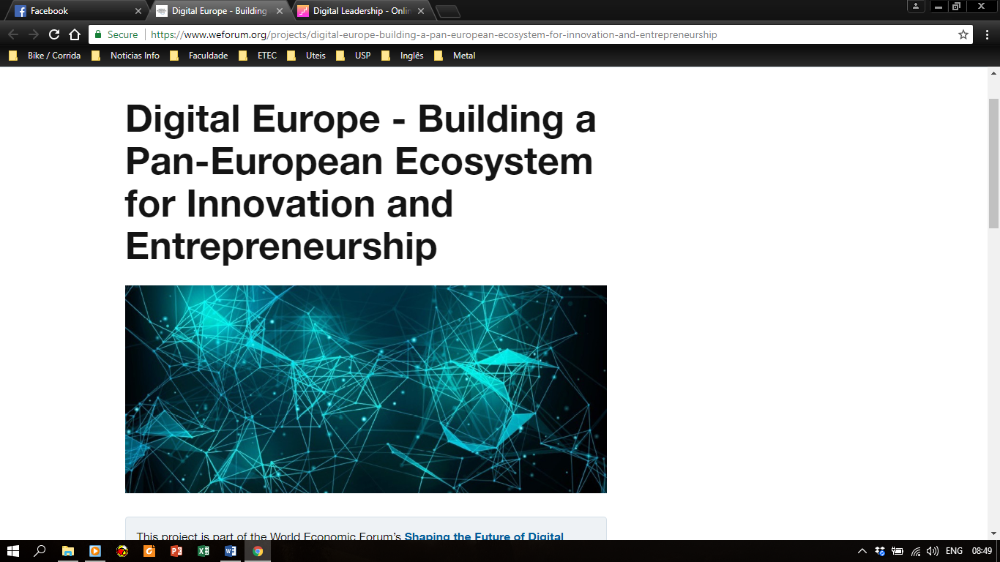 Facebook
Digital Europe - Building
Digital Leadership - Onlin
Secure
https://www.weforum.org/projects/digital-europe-building-a-pan-european-ecosystem-for-innovation-and-entrepreneurship
Bike / Corrida
Noticias Info
Faculdade
ETEC
Uteis
USP
Inglês
Metal
Digital Europe - Building a
Pan-European Ecosystem
for Innovation and
Entrepreneurship
This project is part of the World Economic Forum's Shaping the Future of Digital
ENG
08:49